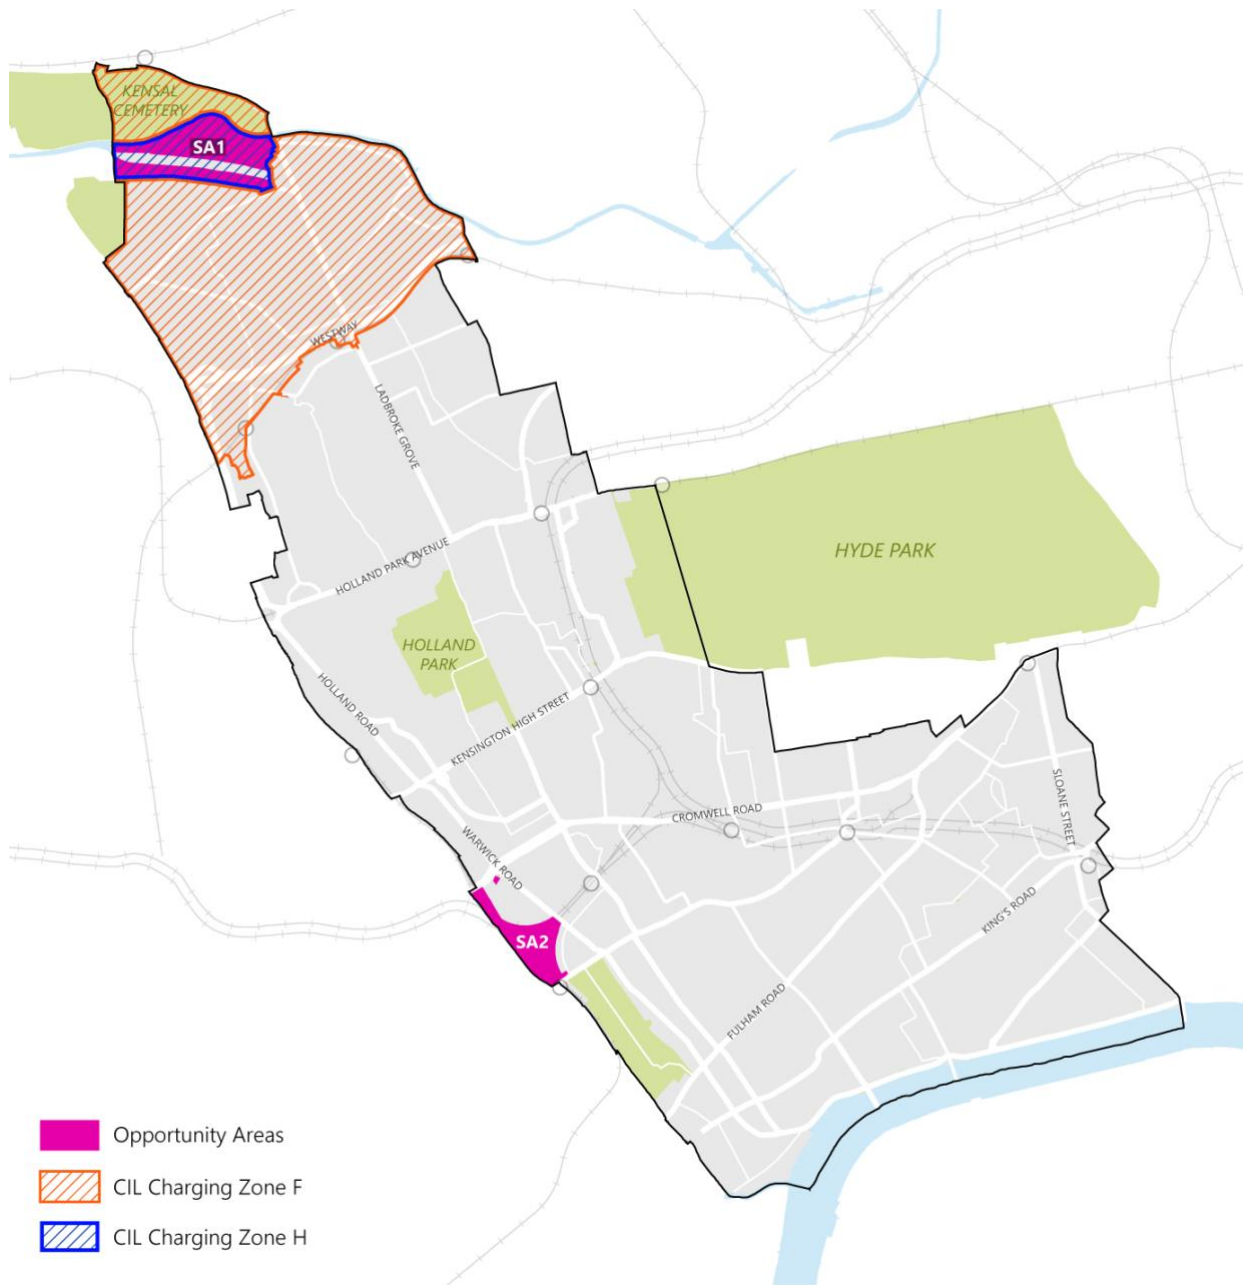 KENSAL
CEMETERY
SA1
WESTWAY
LADBROKE GROVE
HYDE PARK
HOLLAND PARK AVENUE
HOLLAND
PARK
HOLLAND ROAD
KENSINGTON HIGH STREET
SLOANE STREET
CROMWELL ROAD
WARWICK ROAD
KING'S ROAD
SA2
FULHAM ROAD
Opportunity Areas
CIL Charging Zone F
CIL Charging Zone H